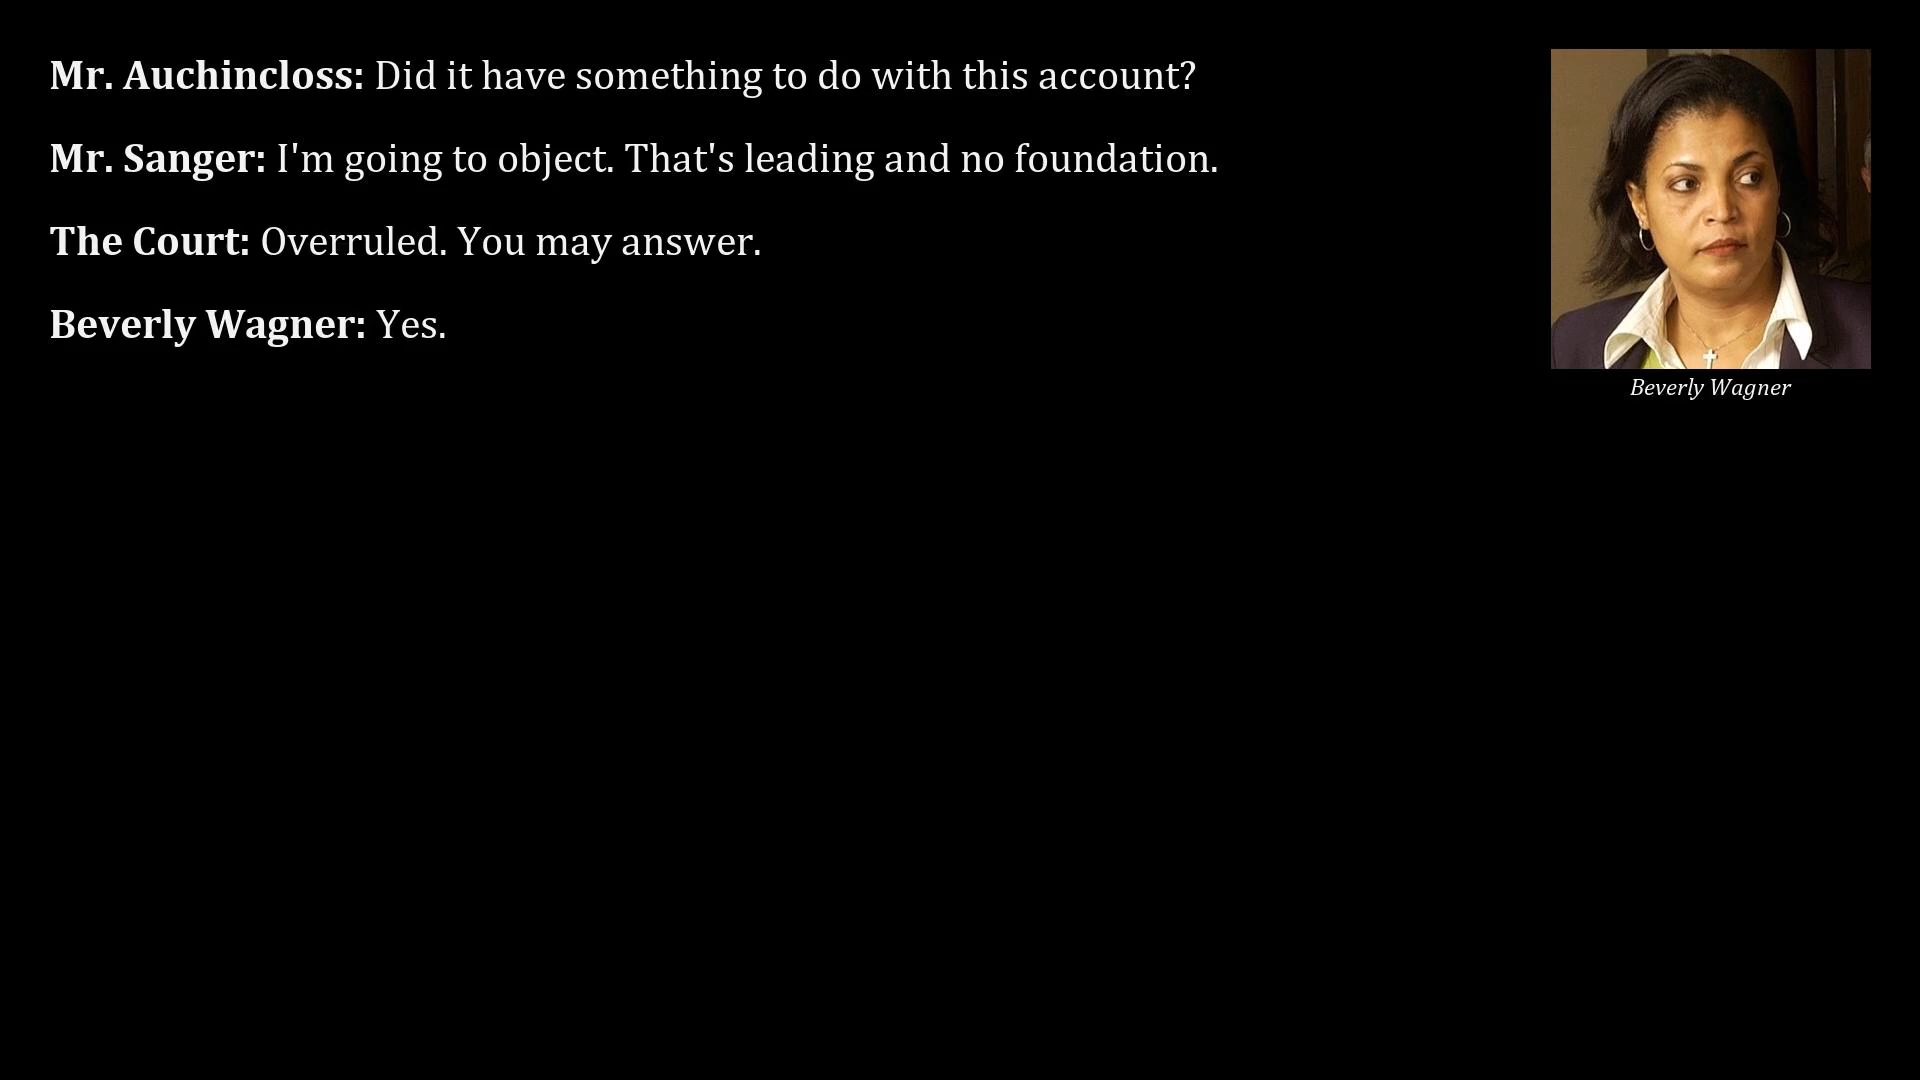 Mr. Auchincloss: Did it have something to do with this account?
Mr. Sanger: I'm going to object. That's leading and no foundation.
The Court: Overruled. You may answer.
Beverly Wagner: Yes.
Beverly Wagner